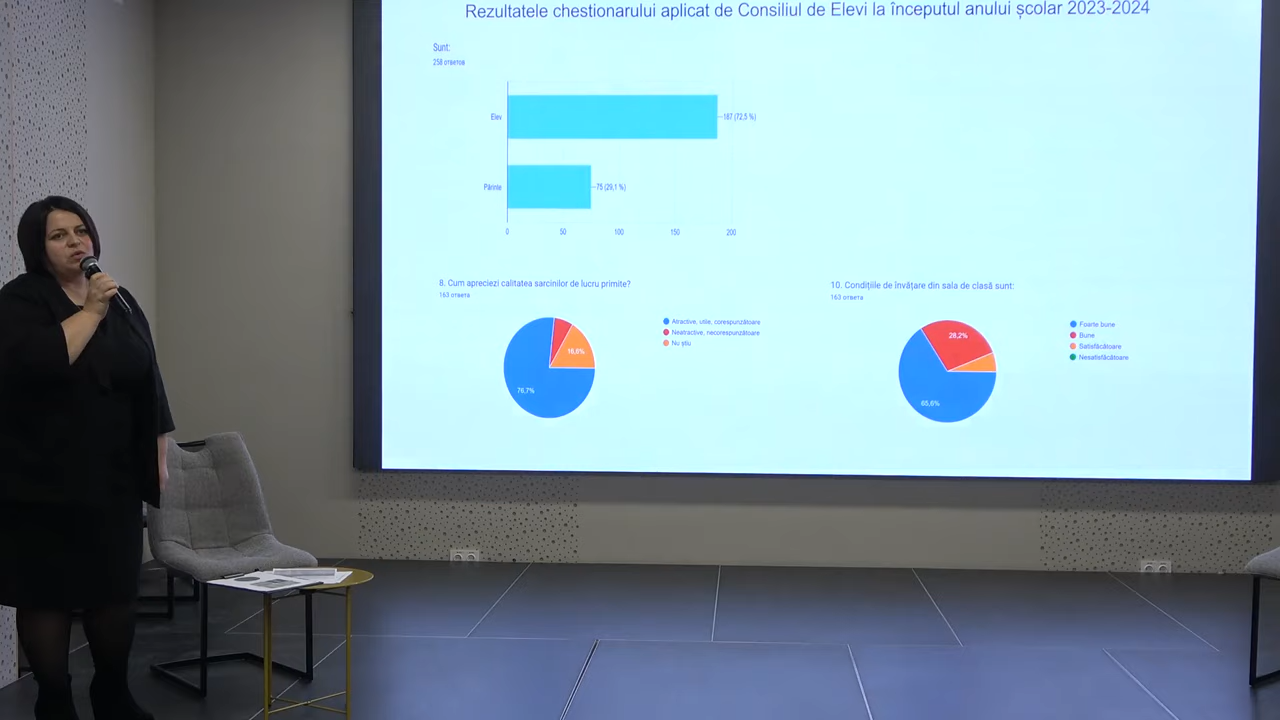 Rezultatele chestionarului aplicat de Consiliul de Elevi la începutul anului școlar 2023-2024
Sunt:
258 ответов
Elev
187 (72,5 %)
Părinte
75 (29,1 %)
0 50 100 150 200
8. Cum apreciezi calitatea sarcinilor de lucru primite?
163 ответа
Atractive, utile, corespunzătoare
Neatractive, necorespunzătoare
Nu știu
16,6%
76,7%
10. Condițiile de învățare din sala de clasă sunt:
163 ответа
Foarte bune
Bune
Satisfăcătoare
Nesatisfăcătoare
28,2%
65,6%